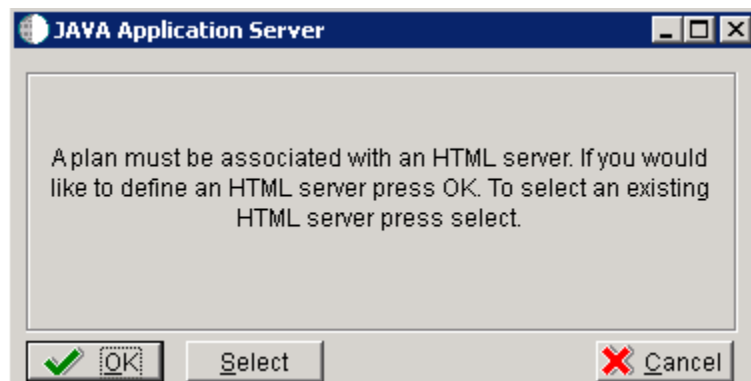 JAVA Application Server
A plan must be associated with an HTML server. If you would
like to define an HTML server press OK. To select an existing
HTML server press select.
OK Select Cancel